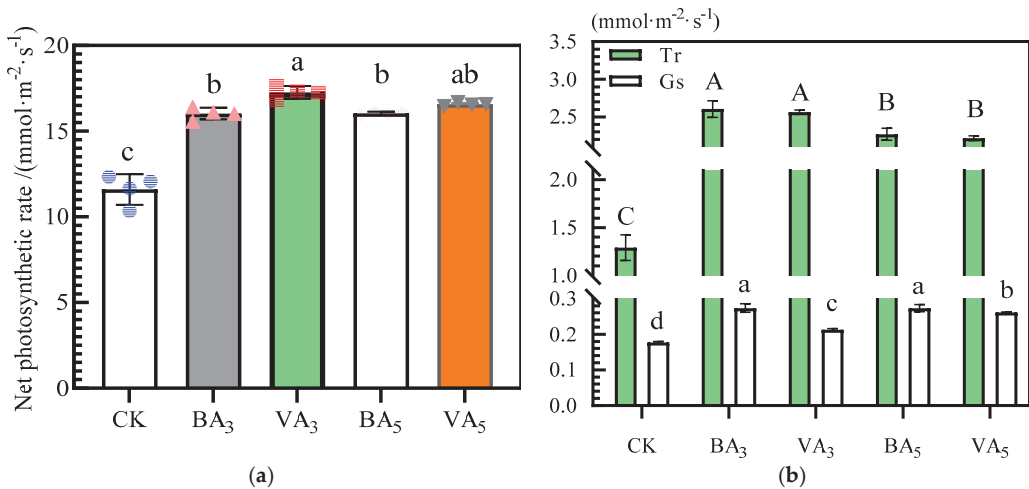 Net photosynthetic rate /(mmol·m⁻²·s⁻¹)
20
15
10
5
0
c
b
a
b
ab
CK
BA₃
VA₃
BA₅
VA₅
(a)
(mmol·m⁻²·s⁻¹)
3.5
3.0
2.5
2.0
1.5
1.0
0.3
0.2
0.1
0.0
Tr
Gs
C
A
A
B
B
d
a
c
a
b
CK
BA₃
VA₃
BA₅
VA₅
(b)